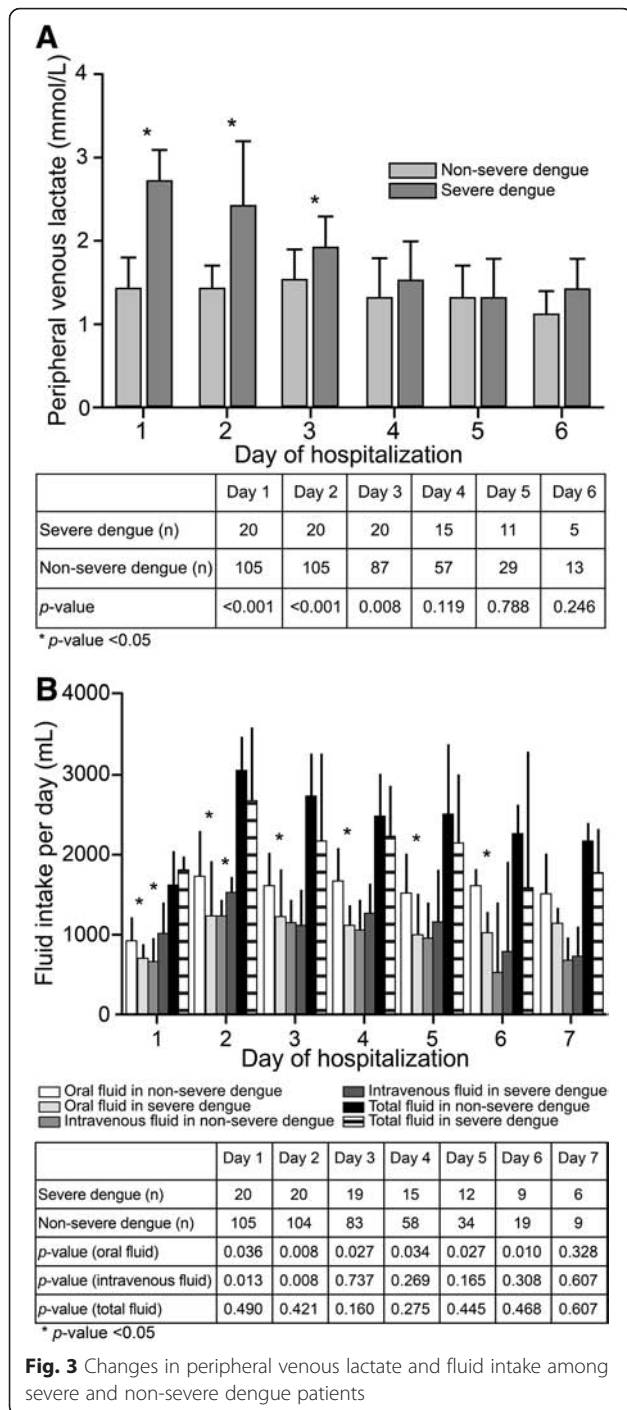 A
Peripheral venous lactate (mmol/L)
4
3
2
1
0
* * *
Non-severe dengue
Severe dengue
1 2 3 4 5 6
Day of hospitalization
Day 1 Day 2 Day 3 Day 4 Day 5 Day 6
Severe dengue (n) 20 20 20 15 11 5
Non-severe dengue (n) 105 105 87 57 29 13
p-value <0.001 <0.001 0.008 0.119 0.788 0.246
* p-value <0.05
B
Fluid intake per day (mL)
4000
3000
2000
1000
0
* * * * * * * *
1 2 3 4 5 6 7
Day of hospitalization
Oral fluid in non-severe dengue Intravenous fluid in severe dengue
Oral fluid in severe dengue Total fluid in non-severe dengue
Intravenous fluid in non-severe dengue Total fluid in severe dengue
Day 1 Day 2 Day 3 Day 4 Day 5 Day 6 Day 7
Severe dengue (n) 20 20 19 15 12 9 6
Non-severe dengue (n) 105 104 83 58 34 19 9
p-value (oral fluid) 0.036 0.008 0.027 0.034 0.027 0.010 0.328
p-value (intravenous fluid) 0.013 0.008 0.737 0.269 0.165 0.308 0.607
p-value (total fluid) 0.490 0.421 0.160 0.275 0.445 0.468 0.607
* p-value <0.05
Fig. 3 Changes in peripheral venous lactate and fluid intake among
severe and non-severe dengue patients